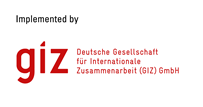 Implemented by
giz
Deutsche Gesellschaft
für Internationale
Zusammenarbeit (GIZ) GmbH